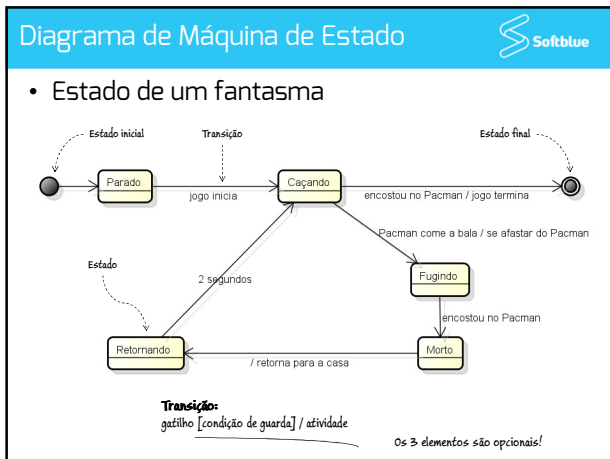 Diagrama de Máquina de Estado
Softblue
• Estado de um fantasma
Estado inicial
Transição
Estado final
Parado
jogo inicia
Caçando
encostou no Pacman / jogo termina
Pacman come a bala / se afastar do Pacman
Estado
2 segundos
Fugindo
encostou no Pacman
Retornando
/ retorna para a casa
Morto
Transição:
gatilho [condição de guarda] / atividade
Os 3 elementos são opcionais!